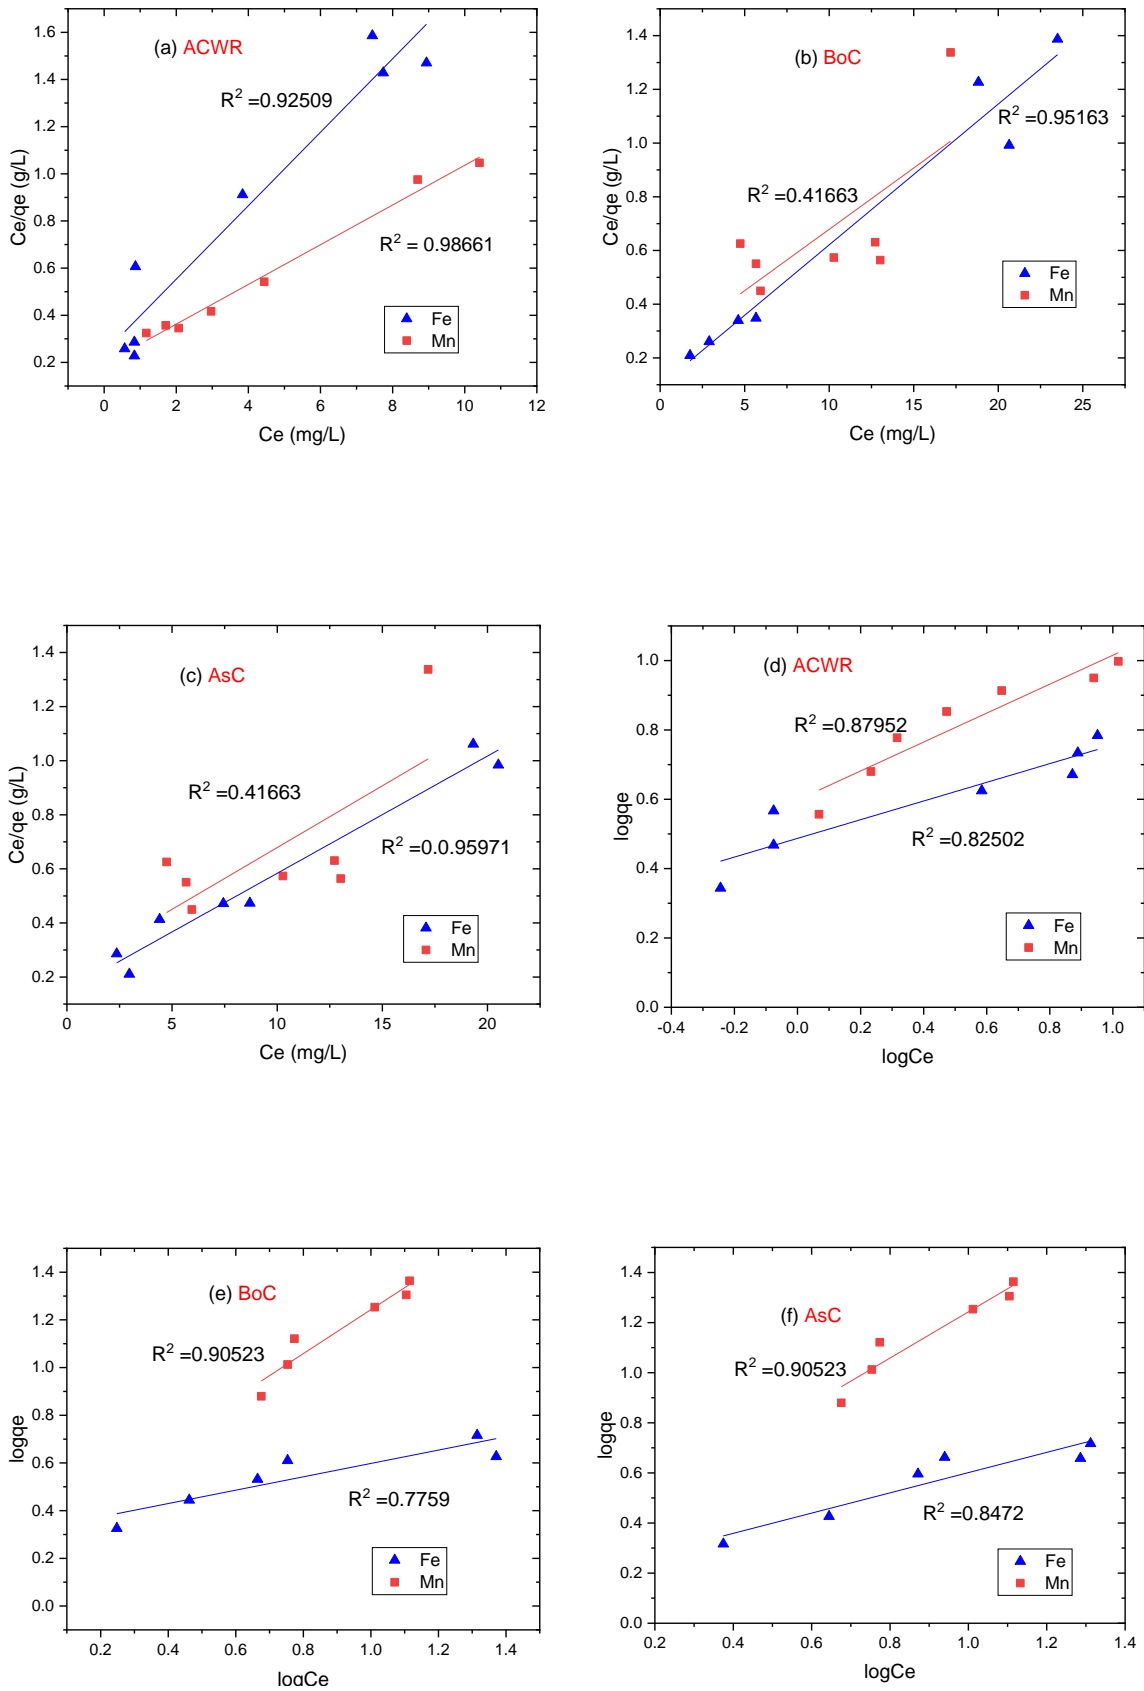 (a) ACWR
R² =0.92509
R² = 0.98661
Fe
Mn
1.6
1.4
1.2
1.0
0.8
0.6
0.4
0.2
Ce/qe (g/L)
0 2 4 6 8 10 12
Ce (mg/L)
(b) BoC
R² =0.95163
R² =0.41663
Fe
Mn
1.4
1.2
1.0
0.8
0.6
0.4
0.2
Ce/qe (g/L)
0 5 10 15 20 25
Ce (mg/L)
(c) AsC
R² =0.41663
R² =0.0.95971
Fe
Mn
1.4
1.2
1.0
0.8
0.6
0.4
0.2
Ce/qe (g/L)
0 5 10 15 20
Ce (mg/L)
(d) ACWR
R² =0.87952
R² =0.82502
Fe
Mn
1.0
0.8
0.6
0.4
0.2
0.0
logqe
-0.4 -0.2 0.0 0.2 0.4 0.6 0.8 1.0
logCe
(e) BoC
R² =0.90523
R² =0.7759
Fe
Mn
1.4
1.2
1.0
0.8
0.6
0.4
0.2
0.0
logqe
0.2 0.4 0.6 0.8 1.0 1.2 1.4
logCe
(f) AsC
R² =0.90523
R² =0.8472
Fe
Mn
1.4
1.2
1.0
0.8
0.6
0.4
0.2
0.0
logqe
0.2 0.4 0.6 0.8 1.0 1.2 1.4
logCe